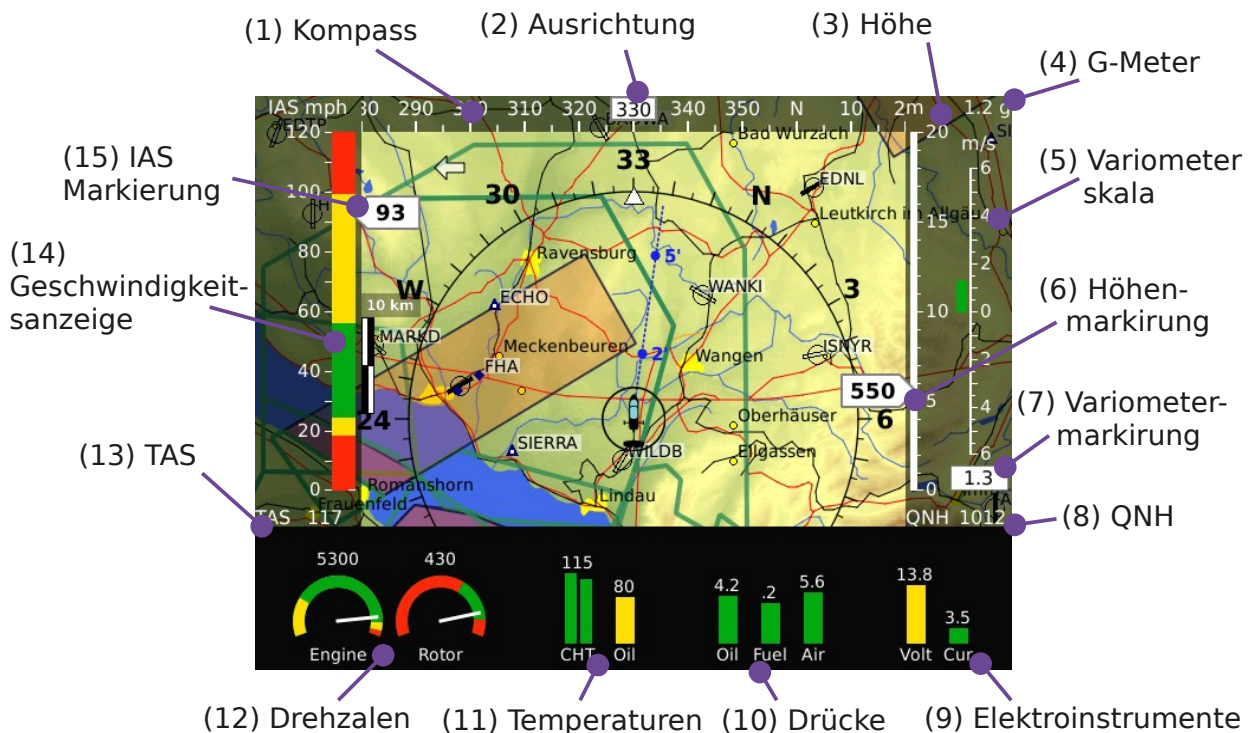 (1) Kompass
(2) Ausrichtung
(3) Höhe
(4) G-Meter
IAS mph
290
310
320
330
340
350
N
10
2m
1.2 g
120
100
80
60
40
20
0
20
15
10
5
0
m/s
6
4
2
0
2
4
6
(5) Variometer
skala
(6) Höhen-
markirung
(7) Variometer-
markirung
(8) QNH
(15) IAS
Markierung
(14)
Geschwindigkeit-
sanzeige
(13) TAS
93
33
30
N
W
3
24
6
Bad Wurzach
EDNL
Leutkirch im Allgäu
Ravensburg
5'
WANKI
ECHO
10 km
MARKD
Meckenbeuren
2'
ISNYR
FHA
Wangen
550
Oberhäuser
SIERRA
WILDB
Ellgassen
1.3
Romanshorn
Frauenfeld
Lindau
TAS 117
QNH 1012
5300
430
115
80
4.2
.2
5.6
13.8
3.5
Engine
Rotor
CHT
Oil
Oil
Fuel
Air
Volt
Cur
(12) Drehzalen
(11) Temperaturen
(10) Drücke
(9) Elektroinstrumente